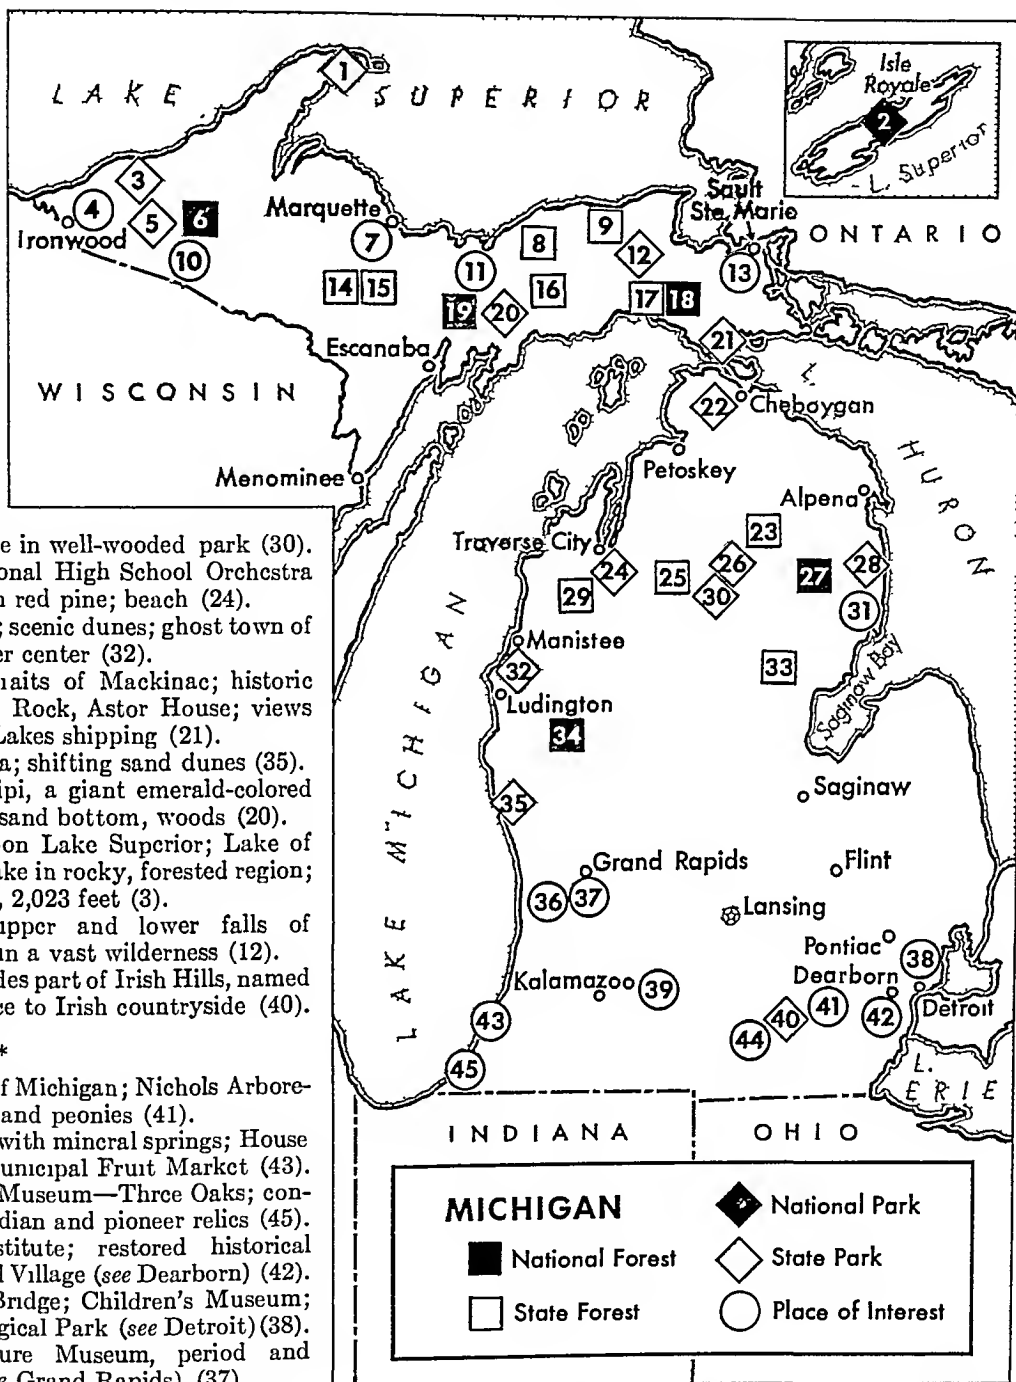 LAKE SUPERIOR
1
Isle
Royale
2
L. Superior
3
4
5
6
Ironwood
10
Marquette
7
11
8
9
12
Sault
Ste. Marie
13
ONTARIO
14
15
16
17
18
19
20
21
Escanaba
WISCONSIN
22
Cheboygan
L. HURON
Petoskey
Menominee
Alpena
Traverse City
23
24
25
26
27
28
29
30
31
Manistee
32
Ludington
33
Saginaw Bay
34
LAKE MICHIGAN
35
Saginaw
Grand Rapids
Flint
36
37
Lansing
Pontiac
38
Dearborn
Detroit
Kalamazoo
39
40
41
42
43
44
45
L. ERIE
INDIANA
OHIO
MICHIGAN
National Park
National Forest
State Park
State Forest
Place of Interest
e in well-wooded park (30).
onal High School Orchestra
n red pine; beach (24).
; scenic dunes; ghost town of
er center (32).
raits of Mackinac; historic
Rock, Astor House; views
Lakes shipping (21).
a; shifting sand dunes (35).
ipi, a giant emerald-colored
sand bottom, woods (20).
on Lake Superior; Lake of
ake in rocky, forested region;
, 2,023 feet (3).
upper and lower falls of
un a vast wilderness (12).
des part of Irish Hills, named
ce to Irish countryside (40).
*
of Michigan; Nichols Arbore-
and peonies (41).
with mineral springs; House
unicipal Fruit Market (43).
Museum—Three Oaks; con-
dian and pioneer relics (45).
stitute; restored historical
d Village (see Dearborn) (42).
Bridge; Children's Museum;
gical Park (see Detroit) (38).
ure Museum, period and
e Grand Rapids) (37).